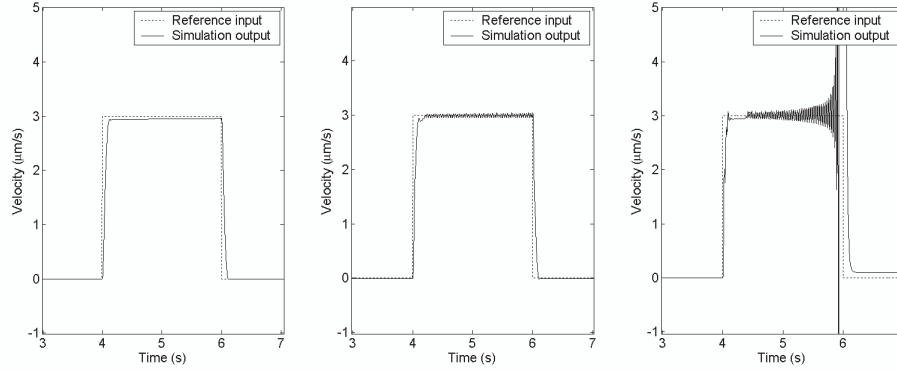 5
4
3
2
1
0
-1
3
4
5
6
7
Velocity (μm/s)
Time (s)
Reference input
Simulation output
5
4
3
2
1
0
-1
3
4
5
6
7
Velocity (μm/s)
Time (s)
Reference input
Simulation output
5
4
3
2
1
0
-1
3
4
5
6
Velocity (μm/s)
Time (s)
Reference input
Simulation output